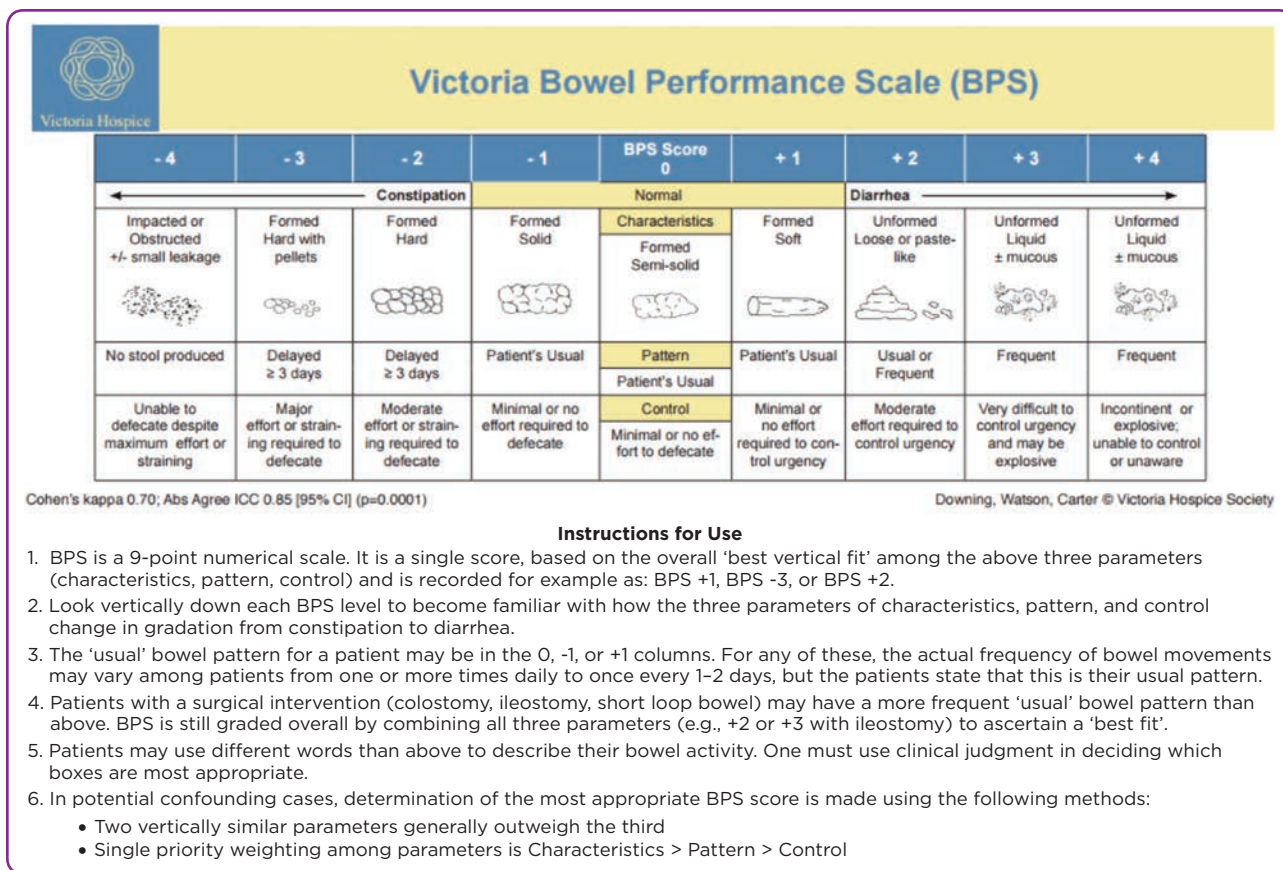 Victoria Hospice
Victoria Bowel Performance Scale (BPS)
- 4
- 3
- 2
- 1
BPS Score
0
+ 1
+ 2
+ 3
+ 4
Constipation
Normal
Diarrhea
Impacted or
Obstructed
+/- small leakage
Formed
Hard with
pellets
Formed
Hard
Formed
Solid
Characteristics
Formed
Semi-solid
Formed
Soft
Unformed
Loose or paste-
like
Unformed
Liquid
± mucous
Unformed
Liquid
± mucous
No stool produced
Delayed
≥ 3 days
Delayed
≥ 3 days
Patient's Usual
Pattern
Patient's Usual
Patient's Usual
Usual or
Frequent
Frequent
Frequent
Unable to
defecate despite
maximum effort or
straining
Major
effort or strain-
ing required to
defecate
Moderate
effort or strain-
ing required to
defecate
Minimal or no
effort required to
defecate
Control
Minimal or no ef-
fort to defecate
Minimal or
no effort
required to con-
trol urgency
Moderate
effort required to
control urgency
Very difficult to
control urgency
and may be
explosive
Incontinent or
explosive;
unable to control
or unaware
Cohen's kappa 0.70; Abs Agree ICC 0.85 [95% CI] (p=0.0001)
Downing, Watson, Carter © Victoria Hospice Society
Instructions for Use
1. BPS is a 9-point numerical scale. It is a single score, based on the overall ‘best vertical fit’ among the above three parameters
(characteristics, pattern, control) and is recorded for example as: BPS +1, BPS -3, or BPS +2.
2. Look vertically down each BPS level to become familiar with how the three parameters of characteristics, pattern, and control
change in gradation from constipation to diarrhea.
3. The ‘usual’ bowel pattern for a patient may be in the 0, -1, or +1 columns. For any of these, the actual frequency of bowel movements
may vary among patients from one or more times daily to once every 1–2 days, but the patients state that this is their usual pattern.
4. Patients with a surgical intervention (colostomy, ileostomy, short loop bowel) may have a more frequent ‘usual’ bowel pattern than
above. BPS is still graded overall by combining all three parameters (e.g., +2 or +3 with ileostomy) to ascertain a ‘best fit’.
5. Patients may use different words than above to describe their bowel activity. One must use clinical judgment in deciding which
boxes are most appropriate.
6. In potential confounding cases, determination of the most appropriate BPS score is made using the following methods:
• Two vertically similar parameters generally outweigh the third
• Single priority weighting among parameters is Characteristics > Pattern > Control